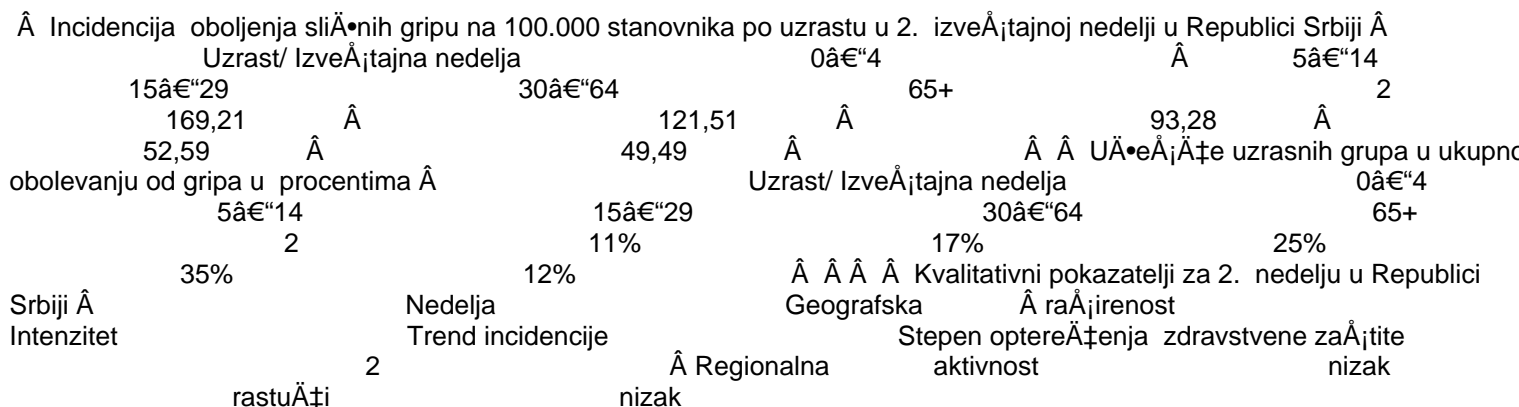 Â Incidencija oboljenja sliÄ•nih gripu na 100.000 stanovnika po uzrastu u 2. izveÅ¡tajnoj nedelji u Republici Srbiji Â
Uzrast/ IzveÅ¡tajna nedelja 0â€“4 Â 5â€“14
15â€“29 30â€“64 65+ 2
169,21 Â 121,51 Â 93,28 Â
52,59 Â 49,49 Â Â Â UÄ•eÅ¡Ä‡e uzrasnih grupa u ukupno
obolevanju od gripa u procentima Â Uzrast/ IzveÅ¡tajna nedelja 0â€“4
5â€“14 15â€“29 30â€“64 65+
2 11% 17% 25%
35% 12% Â Â Â Â Kvalitativni pokazatelji za 2. nedelju u Republici
Srbiji Â Nedelja Geografska Â raÅ¡irenost
Intenzitet Trend incidencije Stepen optereÄ‡enja zdravstvene zaÅ¡tite
2 Â Regionalna aktivnost nizak
rastuÄ‡i nizak